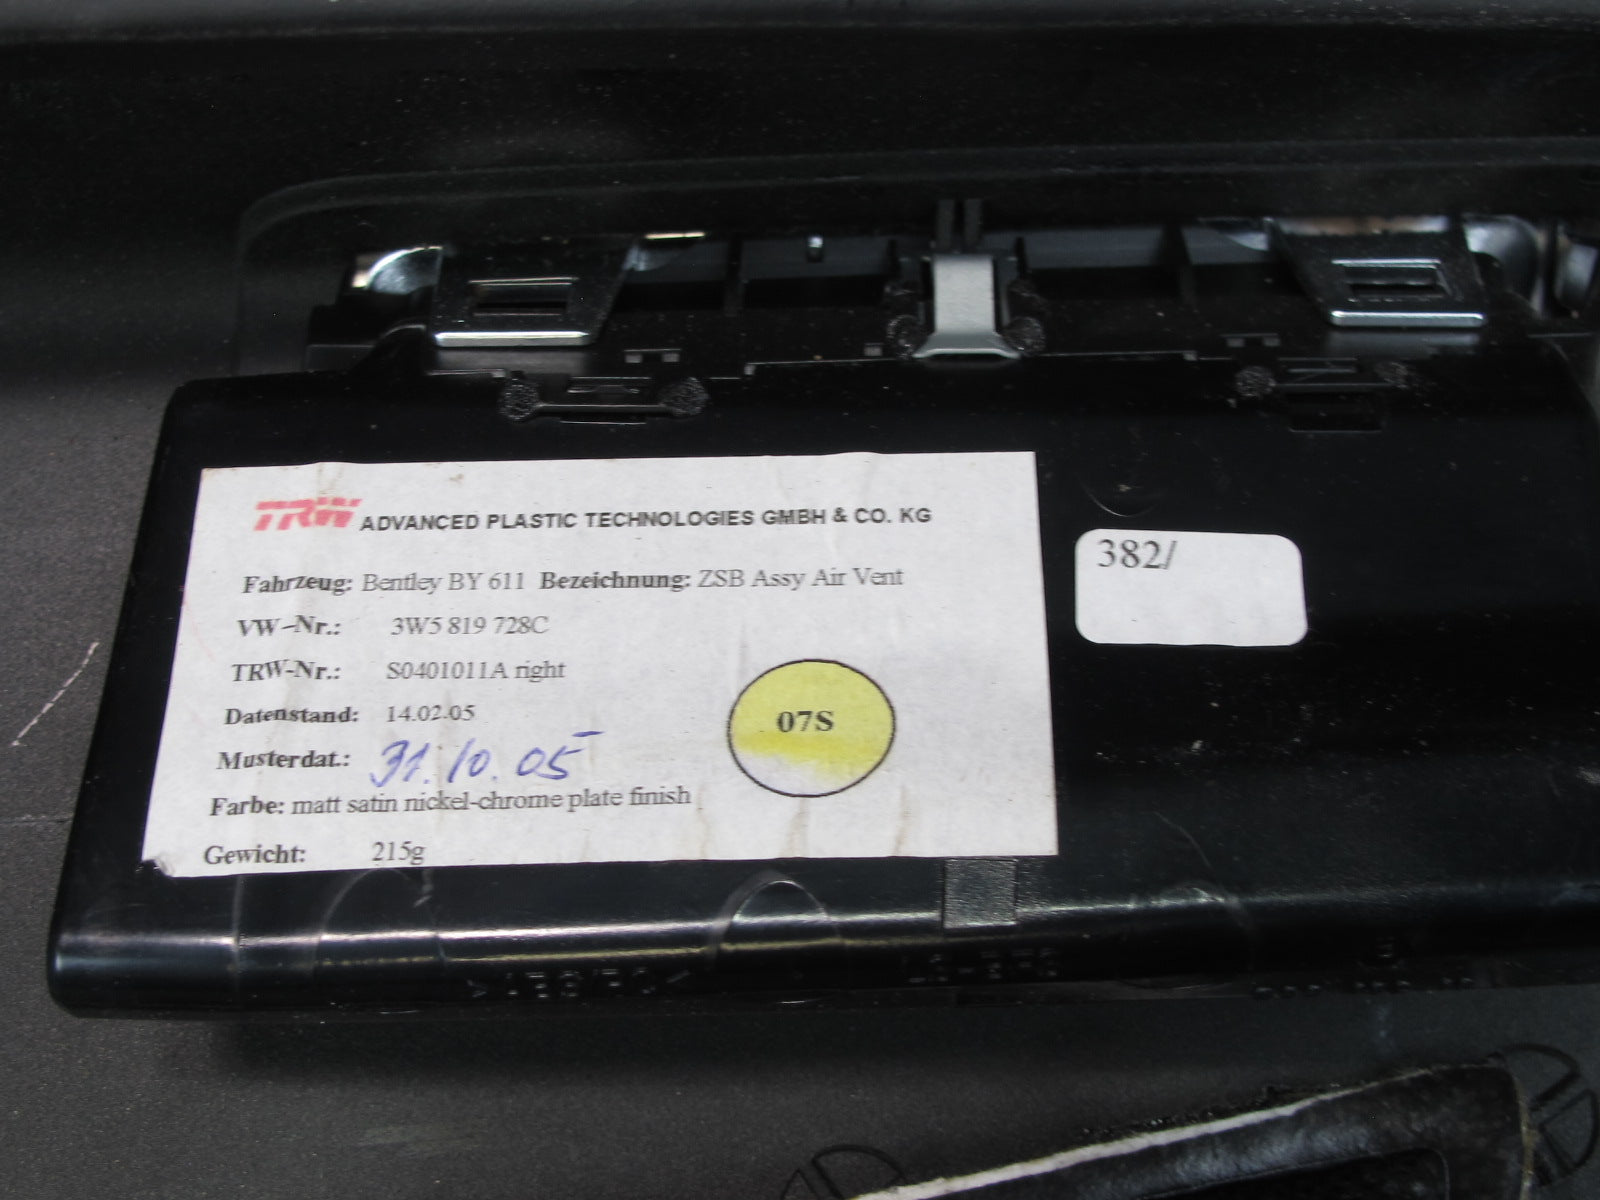 TRW ADVANCED PLASTIC TECHNOLOGIES GMBH & CO. KG
Fahrzeug: Bentley BY 611 Bezeichnung: ZSB Assy Air Vent
VW-Nr.: 3W5 819 728C
TRW-Nr.: S0401011A right
Datenstand: 14.02.05
Musterdat.: 31.10.05
Farbe: matt satin nickel-chrome plate finish
Gewicht: 215g
07S
382/